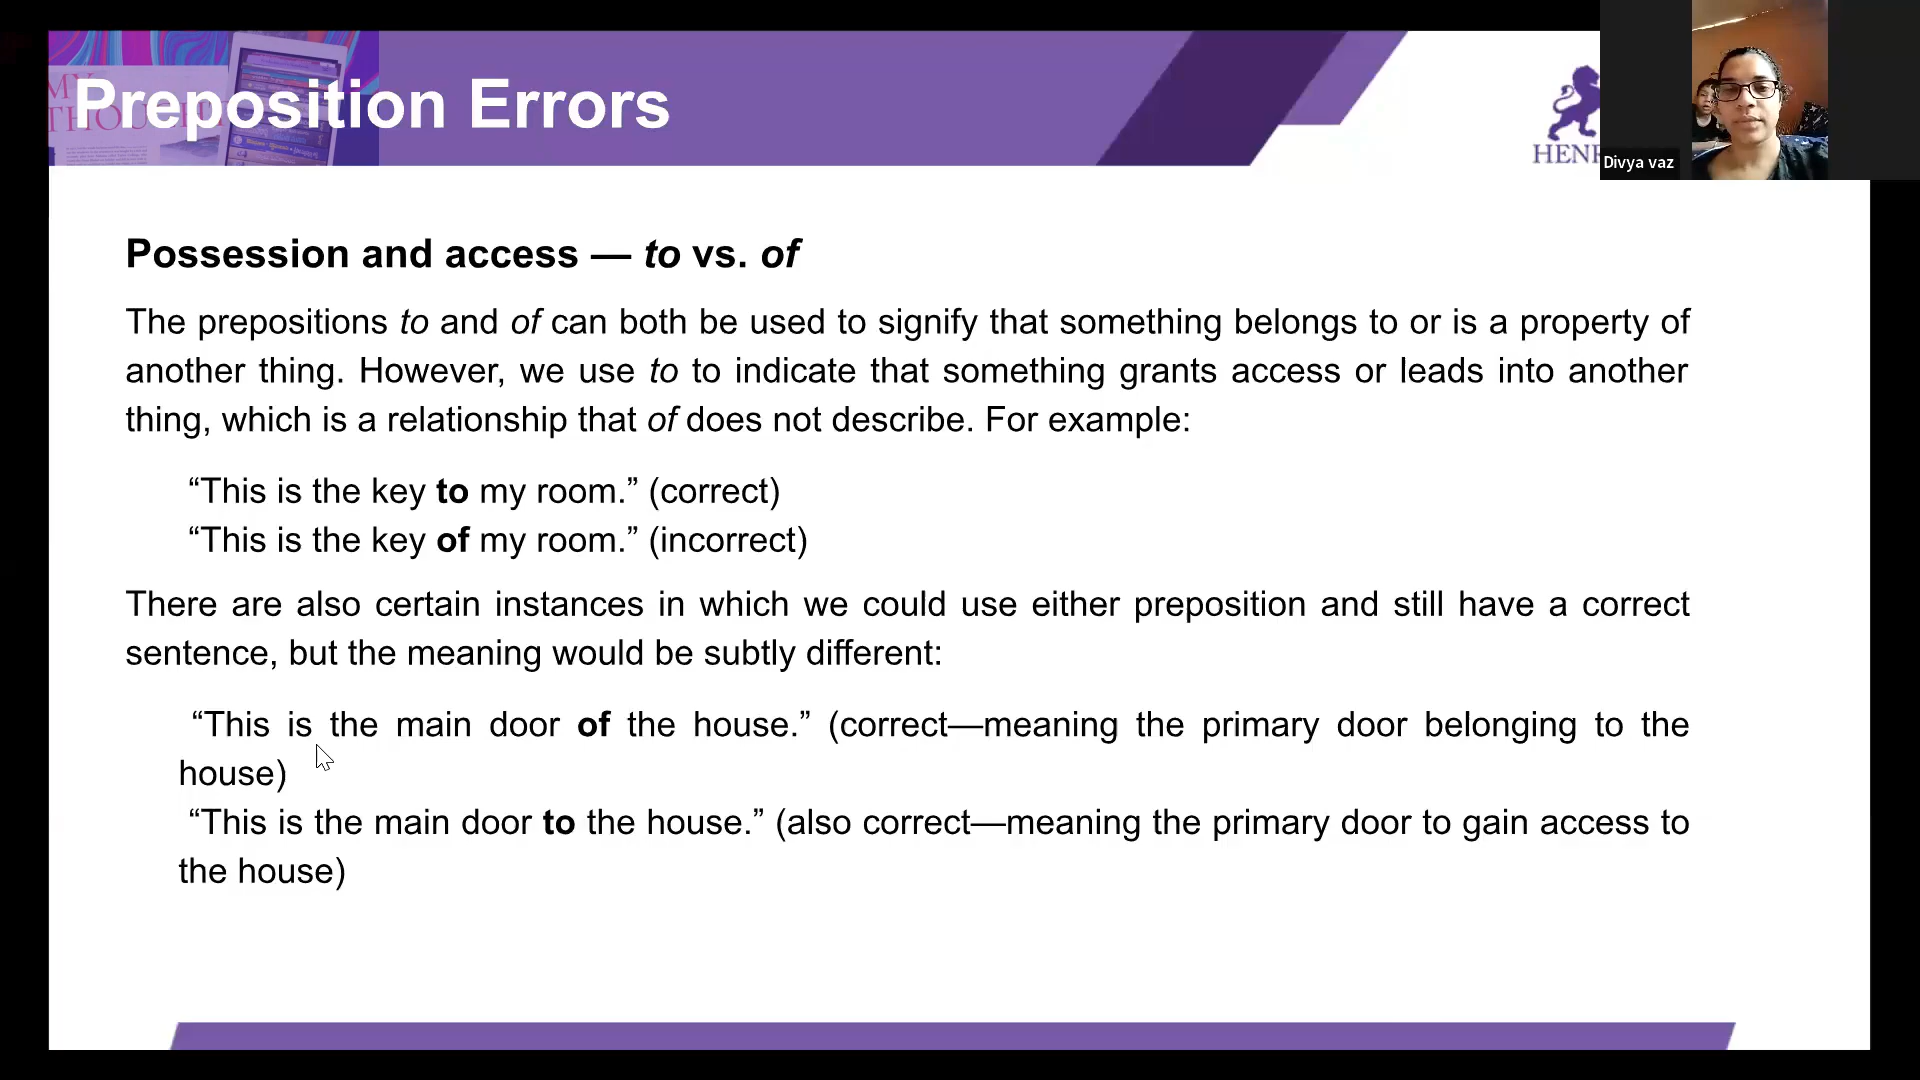 Preposition Errors
MY
HENR
Divya vaz
Possession and access — to vs. of
The prepositions to and of can both be used to signify that something belongs to or is a property of
another thing. However, we use to to indicate that something grants access or leads into another
thing, which is a relationship that of does not describe. For example:
“This is the key to my room.” (correct)
“This is the key of my room.” (incorrect)
There are also certain instances in which we could use either preposition and still have a correct
sentence, but the meaning would be subtly different:
“This is the main door of the house.” (correct—meaning the primary door belonging to the
house)
“This is the main door to the house.” (also correct—meaning the primary door to gain access to
the house)